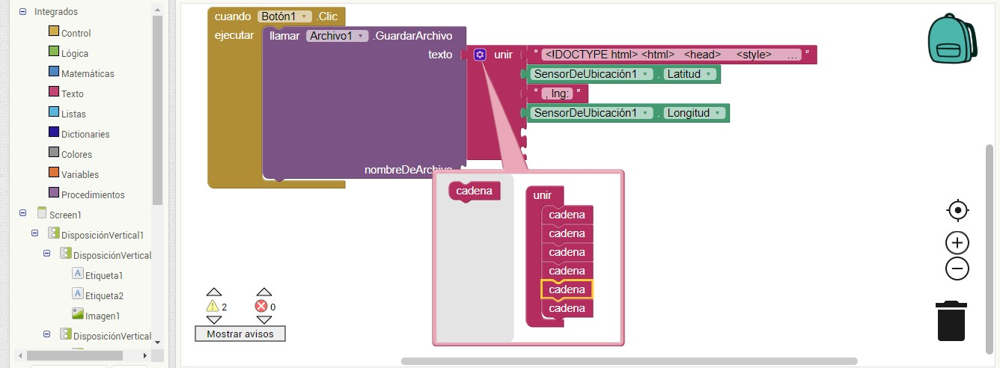 Integrados
Control
Lógica
Matemáticas
Texto
Listas
Dictionaries
Colores
Variables
Procedimientos
Screen1
DisposiciónVertical1
DisposiciónVertical
Etiqueta1
Etiqueta2
Imagen1
DisposiciónVertical
cuando Botón1 .Clic
ejecutar llamar Archivo1 .GuardarArchivo
texto unir “ <!DOCTYPE html> <html> <head> <style> ... ”
SensorDeUbicación1 . Latitud
“ , lng: ”
SensorDeUbicación1 . Longitud
nombreDeArchivo
cadena
unir
cadena
cadena
cadena
cadena
cadena
cadena
2 0
Mostrar avisos